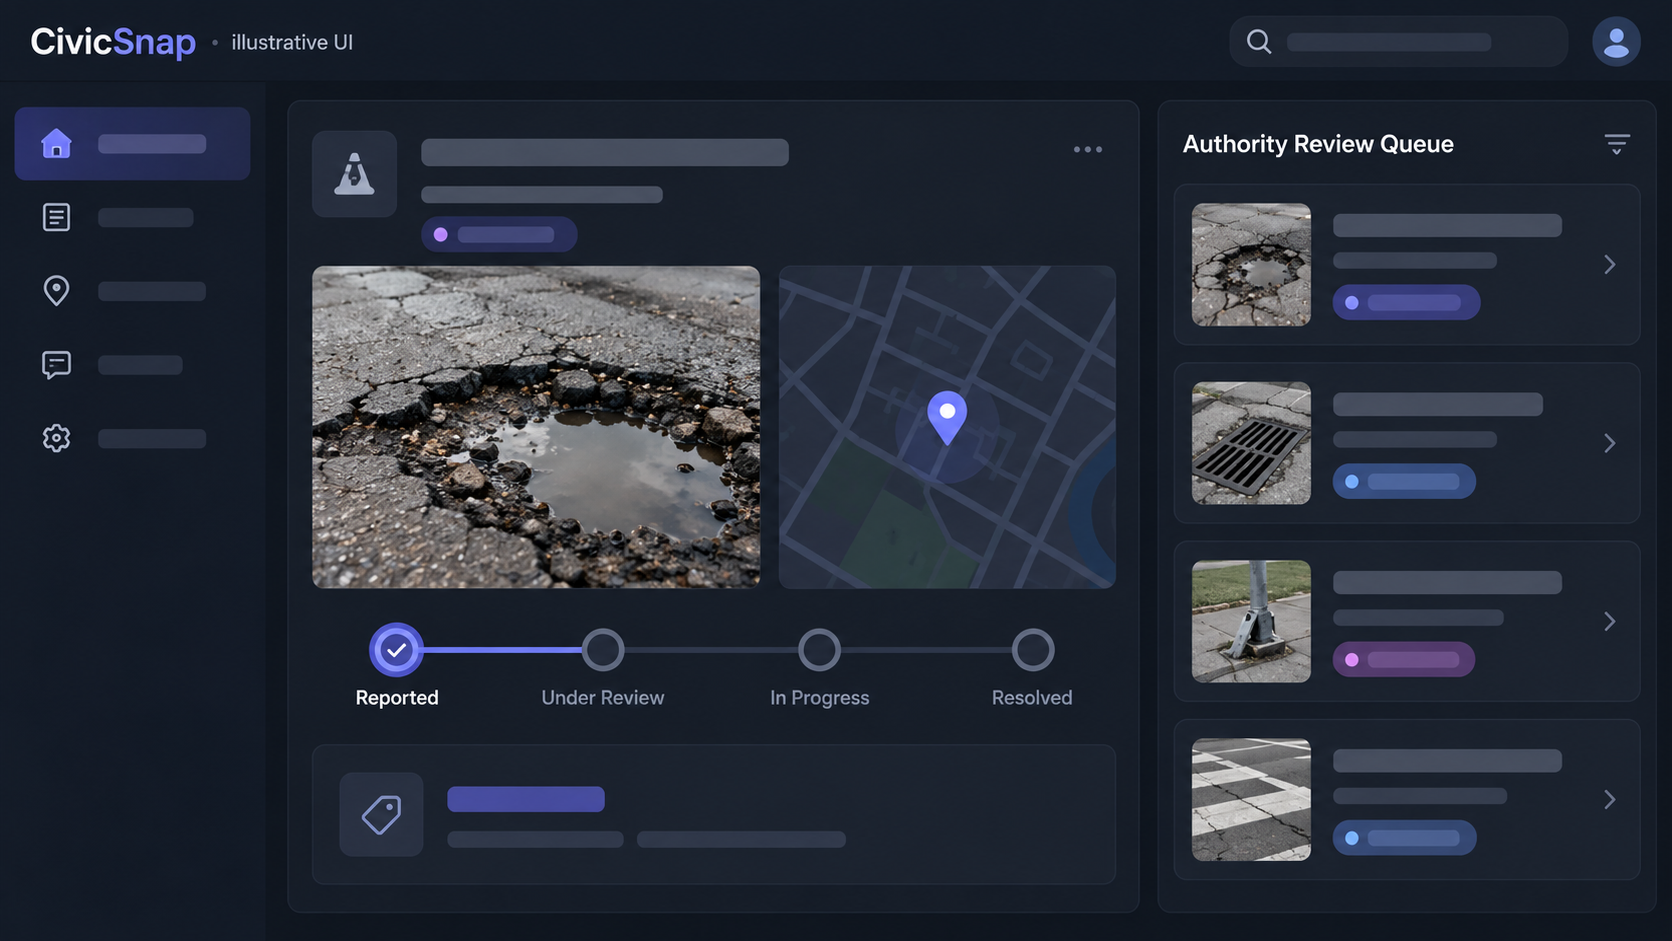 CivicSnap • illustrative UI
Authority Review Queue
Reported
Under Review
In Progress
Resolved